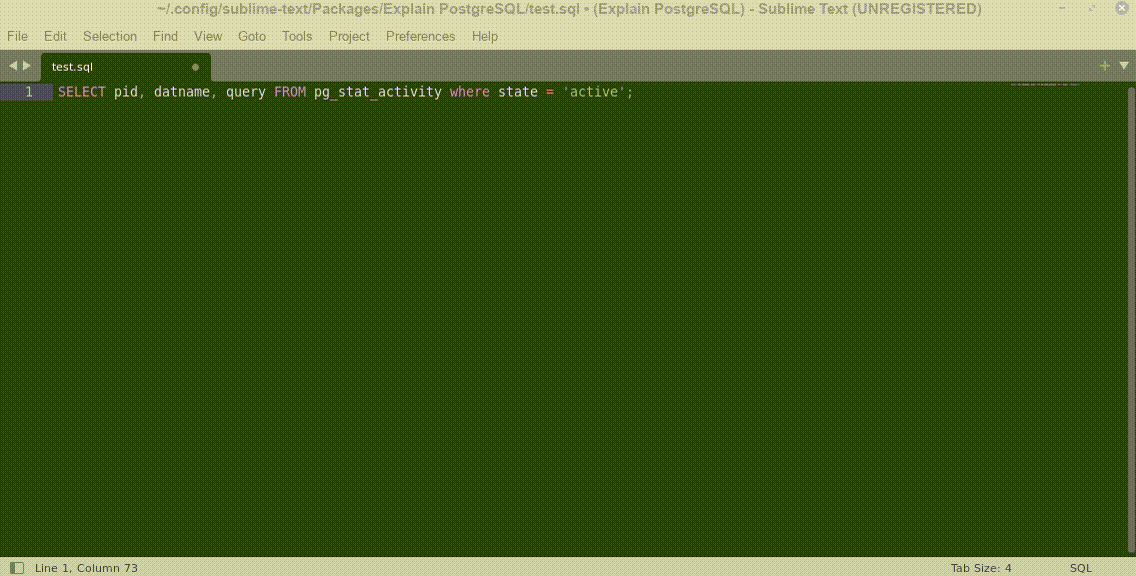 ~/.config/sublime-text/Packages/Explain PostgreSQL/test.sql • (Explain PostgreSQL) - Sublime Text (UNREGISTERED)
File Edit Selection Find View Goto Tools Project Preferences Help
test.sql
1 SELECT pid, datname, query FROM pg_stat_activity where state = 'active';
Line 1, Column 73 Tab Size: 4 SQL